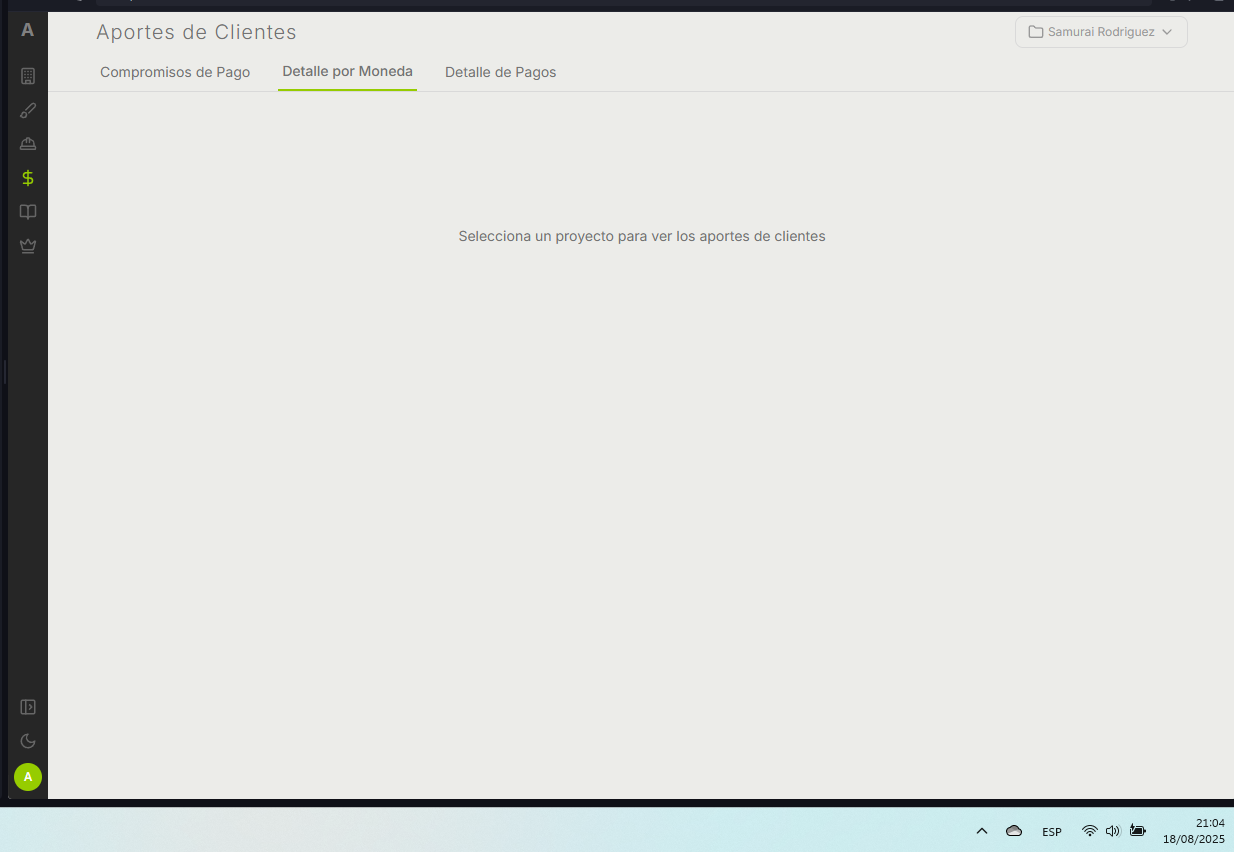 A
Aportes de Clientes
Samurai Rodriguez
Compromisos de Pago
Detalle por Moneda
Detalle de Pagos
Selecciona un proyecto para ver los aportes de clientes
A
ESP
21:04
18/08/2025